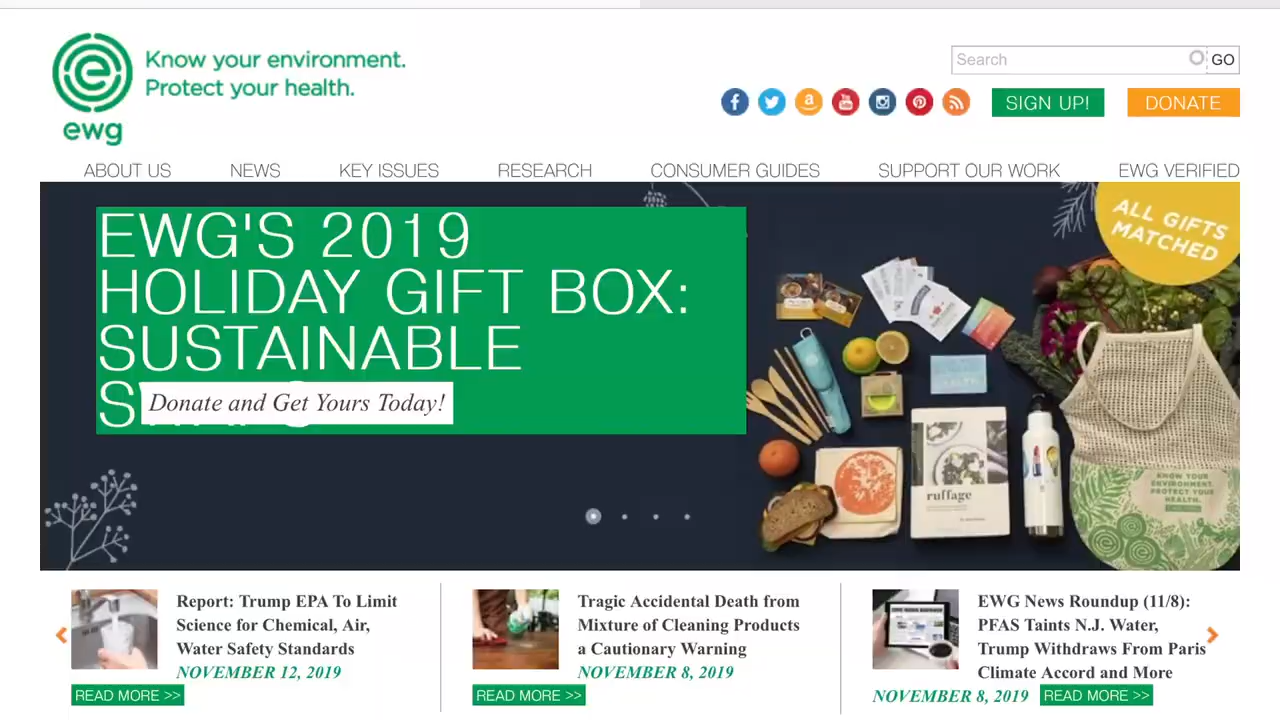 Know your environment.
Protect your health.
ewg
Search
GO
SIGN UP!
DONATE
ABOUT US
NEWS
KEY ISSUES
RESEARCH
CONSUMER GUIDES
SUPPORT OUR WORK
EWG VERIFIED
EWG'S 2019
HOLIDAY GIFT BOX:
SUSTAINABLE
Donate and Get Yours Today!
ALL GIFTS
MATCHED
ruffage
KNOW YOUR
ENVIRONMENT.
PROTECT YOUR
HEALTH.
Report: Trump EPA To Limit
Science for Chemical, Air,
Water Safety Standards
NOVEMBER 12, 2019
READ MORE >>
Tragic Accidental Death from
Mixture of Cleaning Products
a Cautionary Warning
NOVEMBER 8, 2019
READ MORE >>
EWG News Roundup (11/8):
PFAS Taints N.J. Water,
Trump Withdraws From Paris
Climate Accord and More
NOVEMBER 8, 2019
READ MORE >>